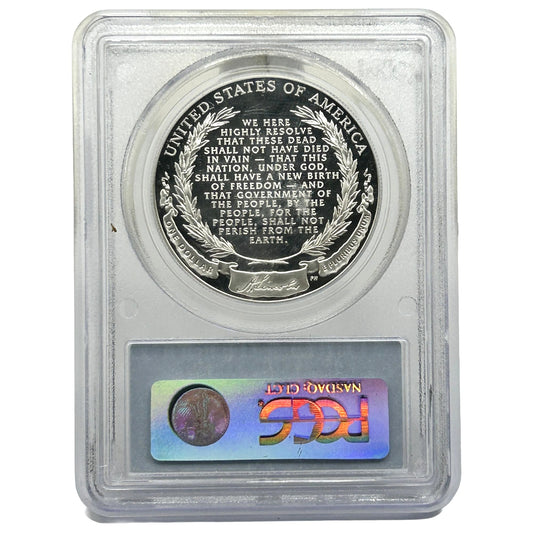 UNITED STATES OF AMERICA
WE HERE
HIGHLY RESOLVE
THAT THESE DEAD
SHALL NOT HAVE DIED
IN VAIN — THAT THIS
NATION, UNDER GOD,
SHALL HAVE A NEW BIRTH
OF FREEDOM — AND
THAT GOVERNMENT OF
THE PEOPLE, BY THE
PEOPLE, FOR THE
PEOPLE, SHALL NOT
PERISH FROM THE
EARTH.
ONE DOLLAR
E PLURIBUS UNUM
A. Lincoln
PH
PCGS
NASDAQ: CLCT